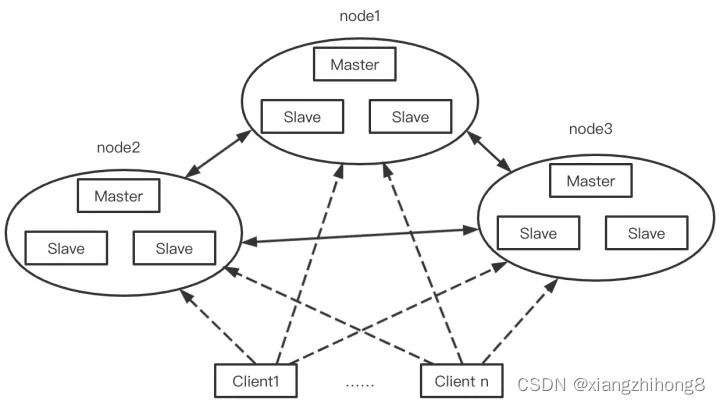 node1
Master
Slave Slave
node2
Master
Slave Slave
node3
Master
Slave Slave
Client1 ...... Client n
CSDN @xiangzhihong8